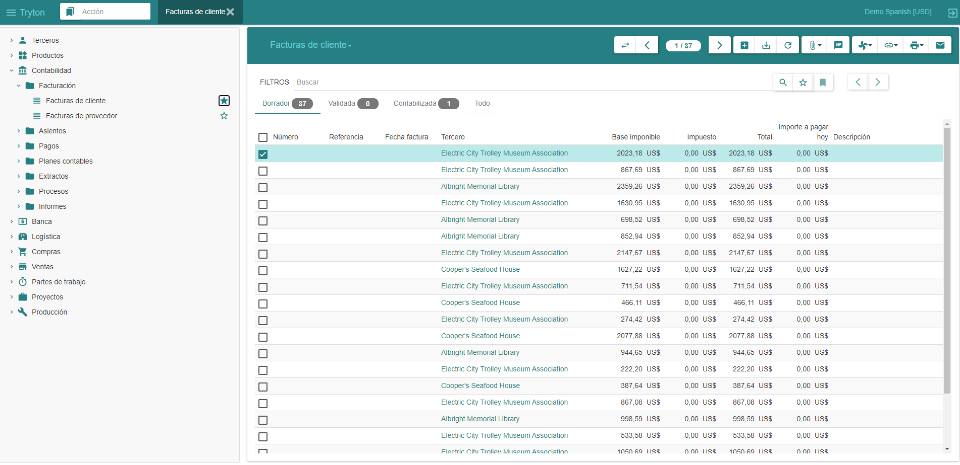 Tryton
Acción
Facturas de cliente
Demo Spanish [USD]
Terceros
Productos
Contabilidad
Facturación
Facturas de cliente
Facturas de proveedor
Asientos
Pagos
Planes contables
Extractos
Procesos
Informes
Banca
Logística
Compras
Ventas
Partes de trabajo
Proyectos
Producción
Facturas de cliente
1 / 37
FILTROS Buscar
Borrador 37 Validada 0 Contabilizada 1 Todo
Número Referencia Fecha factura Tercero Base imponible Impuesto Total Importe a pagar hoy Descripción
Electric City Trolley Museum Association 2023,16 US$ 0,00 US$ 2023,16 US$ 0,00 US$
Electric City Trolley Museum Association 867,69 US$ 0,00 US$ 867,69 US$ 0,00 US$
Albright Memorial Library 2359,26 US$ 0,00 US$ 2359,26 US$ 0,00 US$
Electric City Trolley Museum Association 1630,95 US$ 0,00 US$ 1630,95 US$ 0,00 US$
Albright Memorial Library 698,52 US$ 0,00 US$ 698,52 US$ 0,00 US$
Albright Memorial Library 852,94 US$ 0,00 US$ 852,94 US$ 0,00 US$
Electric City Trolley Museum Association 2147,67 US$ 0,00 US$ 2147,67 US$ 0,00 US$
Cooper's Seafood House 1627,22 US$ 0,00 US$ 1627,22 US$ 0,00 US$
Electric City Trolley Museum Association 711,54 US$ 0,00 US$ 711,54 US$ 0,00 US$
Cooper's Seafood House 466,11 US$ 0,00 US$ 466,11 US$ 0,00 US$
Electric City Trolley Museum Association 274,42 US$ 0,00 US$ 274,42 US$ 0,00 US$
Cooper's Seafood House 2077,88 US$ 0,00 US$ 2077,88 US$ 0,00 US$
Albright Memorial Library 944,65 US$ 0,00 US$ 944,65 US$ 0,00 US$
Electric City Trolley Museum Association 222,20 US$ 0,00 US$ 222,20 US$ 0,00 US$
Cooper's Seafood House 387,64 US$ 0,00 US$ 387,64 US$ 0,00 US$
Electric City Trolley Museum Association 867,08 US$ 0,00 US$ 867,08 US$ 0,00 US$
Albright Memorial Library 998,59 US$ 0,00 US$ 998,59 US$ 0,00 US$
Electric City Trolley Museum Association 533,58 US$ 0,00 US$ 533,58 US$ 0,00 US$
Electric City Trolley Museum Association 1050,69 US$ 0,00 US$ 1050,69 US$ 0,00 US$